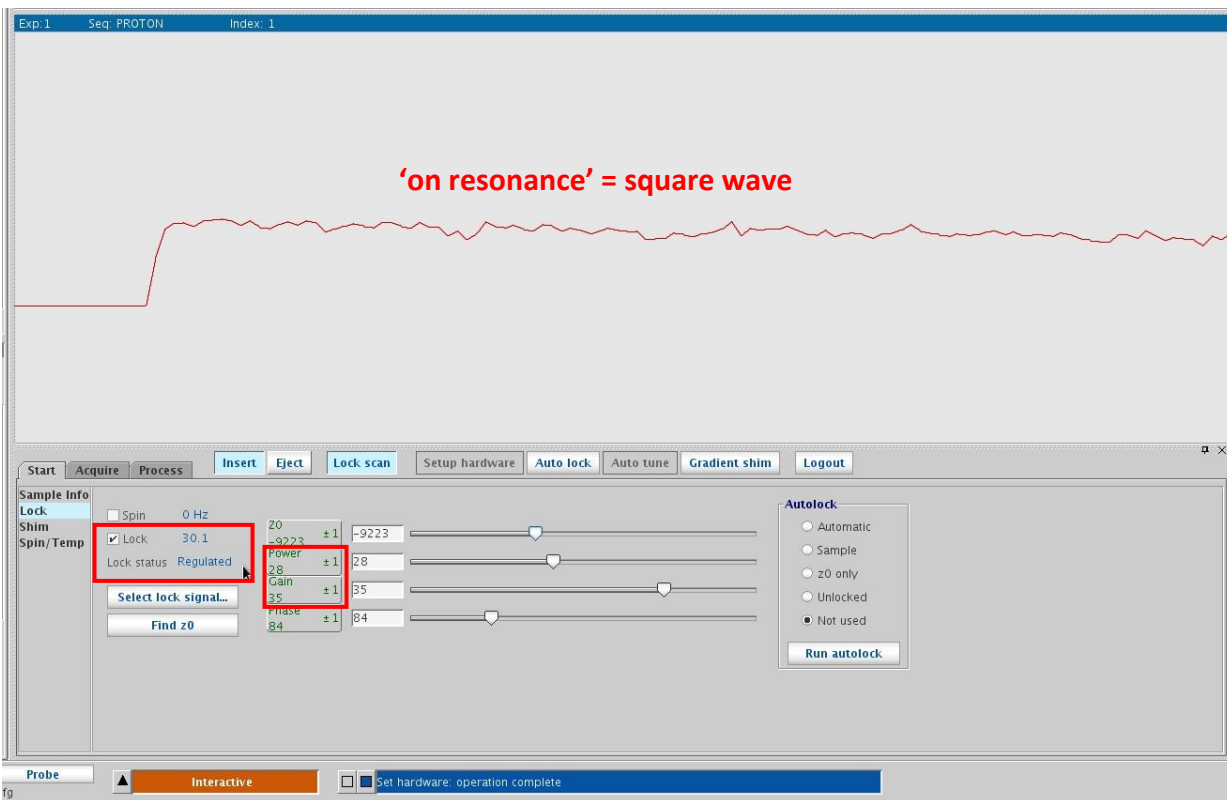 Exp:1 Seq: PROTON Index: 1
‘on resonance’ = square wave
Start Acquire Process Insert Eject Lock scan Setup hardware Auto lock Auto tune Gradient shim Logout
Sample Info
Lock
Shim
Spin/Temp
Spin 0 Hz
Lock 30.1
Lock status Regulated
Select lock signal...
Find z0
Z0
-9223 ±1 -9223
Power
28 ±1 28
Gain
35 ±1 35
Phase
84 ±1 84
Autolock
Automatic
Sample
z0 only
Unlocked
Not used
Run autolock
Probe
fg
Interactive
Set hardware: operation complete